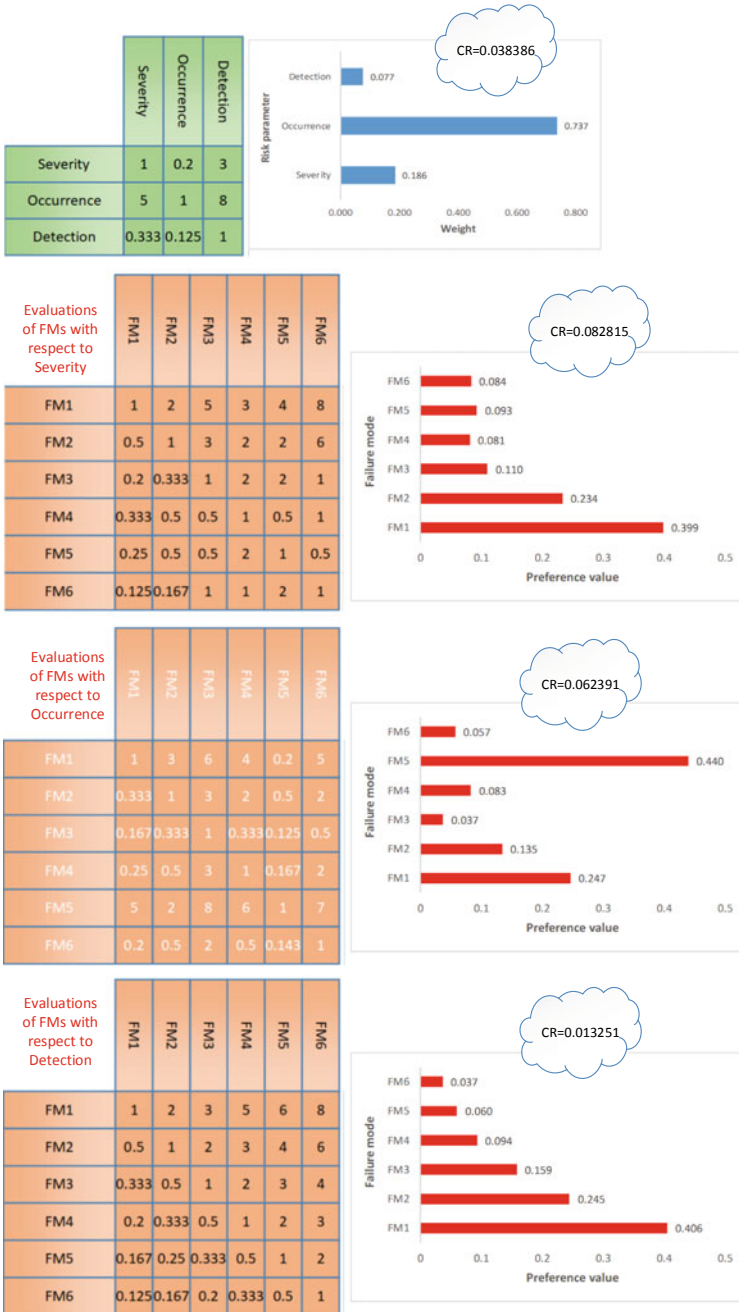 CR=0.038386
Severity Occurrence Detection
Severity 1 0.2 3
Occurrence 5 1 8
Detection 0.333 0.125 1
Risk parameter
Detection 0.077
Occurrence 0.737
Severity 0.186
0.000 0.200 0.400 0.600 0.800
Weight
Evaluations
of FMs with
respect to
Severity
FM1 FM2 FM3 FM4 FM5 FM6
FM1 1 2 5 3 4 8
FM2 0.5 1 3 2 2 6
FM3 0.2 0.333 1 2 2 1
FM4 0.333 0.5 0.5 1 0.5 1
FM5 0.25 0.5 0.5 2 1 0.5
FM6 0.125 0.167 1 1 2 1
CR=0.082815
Failure mode
FM6 0.084
FM5 0.093
FM4 0.081
FM3 0.110
FM2 0.234
FM1 0.399
0 0.1 0.2 0.3 0.4 0.5
Preference value
Evaluations
of FMs with
respect to
Occurrence
FM1 FM2 FM3 FM4 FM5 FM6
FM1 1 3 6 4 0.2 5
FM2 0.333 1 3 2 0.5 2
FM3 0.167 0.333 1 0.333 0.125 0.5
FM4 0.25 0.5 3 1 0.167 2
FM5 5 2 8 6 1 7
FM6 0.2 0.5 2 0.5 0.143 1
CR=0.062391
Failure mode
FM6 0.057
FM5 0.440
FM4 0.083
FM3 0.037
FM2 0.135
FM1 0.247
0 0.1 0.2 0.3 0.4 0.5
Preference value
Evaluations
of FMs with
respect to
Detection
FM1 FM2 FM3 FM4 FM5 FM6
FM1 1 2 3 5 6 8
FM2 0.5 1 2 3 4 6
FM3 0.333 0.5 1 2 3 4
FM4 0.2 0.333 0.5 1 2 3
FM5 0.167 0.25 0.333 0.5 1 2
FM6 0.125 0.167 0.2 0.333 0.5 1
CR=0.013251
Failure mode
FM6 0.037
FM5 0.060
FM4 0.094
FM3 0.159
FM2 0.245
FM1 0.406
0 0.1 0.2 0.3 0.4 0.5
Preference value